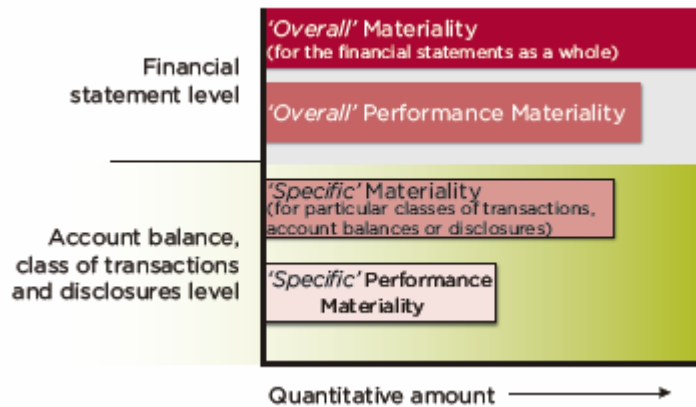 Financial
statement level
'Overall' Materiality
(for the financial statements as a whole)
'Overall' Performance Materiality
Account balance,
class of transactions
and disclosures level
'Specific' Materiality
(for particular classes of transactions,
account balances or disclosures)
'Specific' Performance
Materiality
Quantitative amount